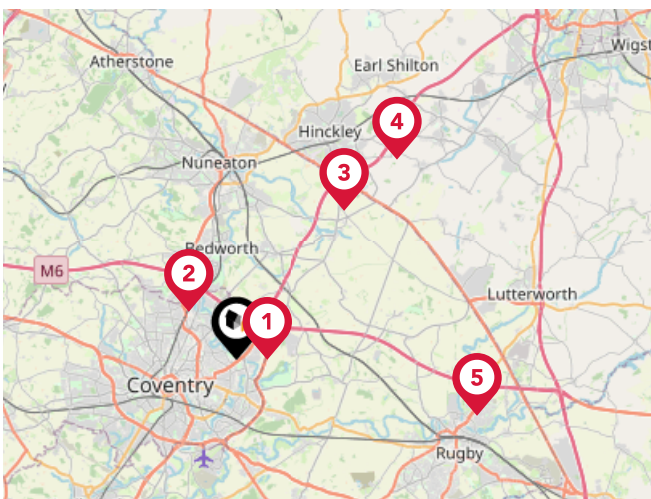 Atherstone
Earl Shilton
Wigst
Hinckley
4
Nuneaton
3
Bedworth
2
M6
Lutterworth
1
Coventry
5
Rugby